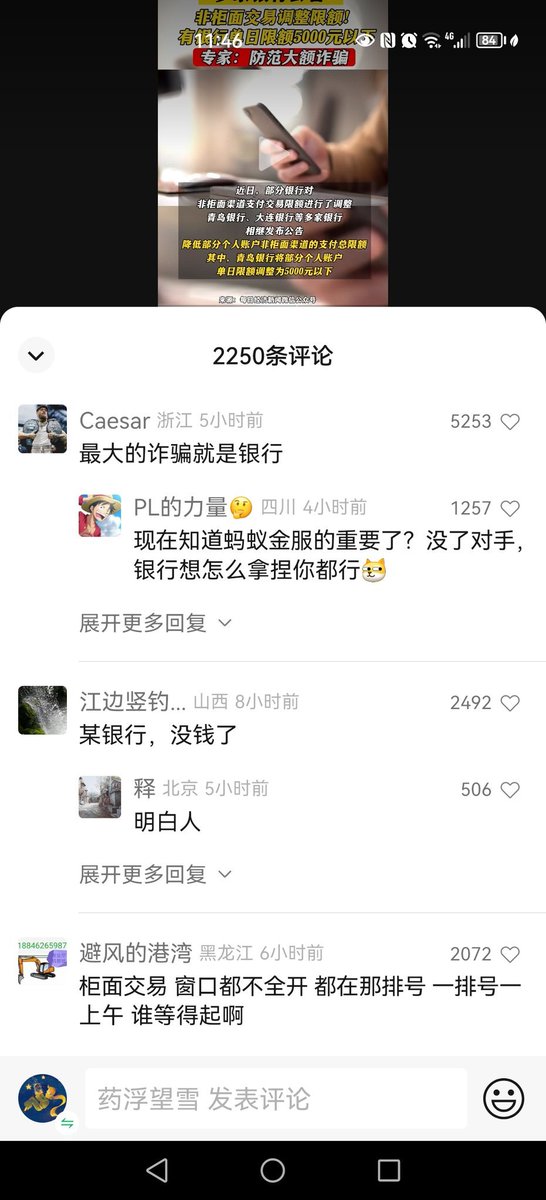 非柜面交易调整限额!
有银行单日限额5000元以下
11:46
4G
84
专家：防范大额诈骗
近日，部分银行对
非柜面渠道支付交易限额进行了调整
青岛银行、大连银行等多家银行
相继发布公告
降低部分个人账户非柜面渠道的支付总限额
其中、青岛银行将部分个人账户
单日限额调整为5000元以下
来源：每日经济新闻微信公众号
2250条评论
Caesar 浙江 5小时前 5253
最大的诈骗就是银行
PL的力量🤔 四川 4小时前 1257
现在知道蚂蚁金服的重要了？没了对手，
银行想怎么拿捏你都行
展开更多回复
江边竖钓... 山西 8小时前 2492
某银行，没钱了
释 北京 5小时前 506
明白人
展开更多回复
18846265987
避风的港湾 黑龙江 6小时前 2072
柜面交易 窗口都不全开 都在那排号 一排号一
上午 谁等得起啊
药浮望雪 发表评论